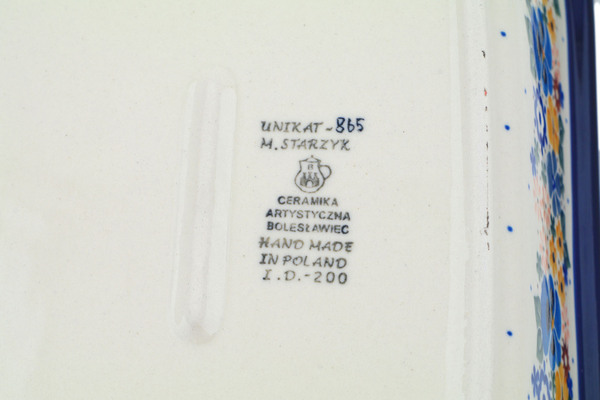 UNIKAT-865
M. STARZYK
CERAMIKA
ARTYSTYCZNA
BOLESŁAWIEC
HAND MADE
IN POLAND
I.D.-200